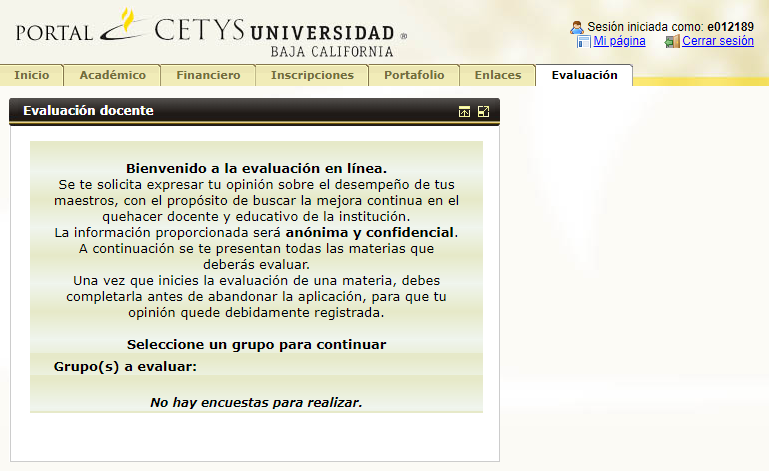 PORTAL CETYS UNIVERSIDAD ®
BAJA CALIFORNIA
Sesión iniciada como: e012189
Mi página Cerrar sesión
Inicio Académico Financiero Inscripciones Portafolio Enlaces Evaluación
Evaluación docente
Bienvenido a la evaluación en línea.
Se te solicita expresar tu opinión sobre el desempeño de tus
maestros, con el propósito de buscar la mejora continua en el
quehacer docente y educativo de la institución.
La información proporcionada será anónima y confidencial.
A continuación se te presentan todas las materias que
deberás evaluar.
Una vez que inicies la evaluación de una materia, debes
completarla antes de abandonar la aplicación, para que tu
opinión quede debidamente registrada.
Seleccione un grupo para continuar
Grupo(s) a evaluar:
No hay encuestas para realizar.